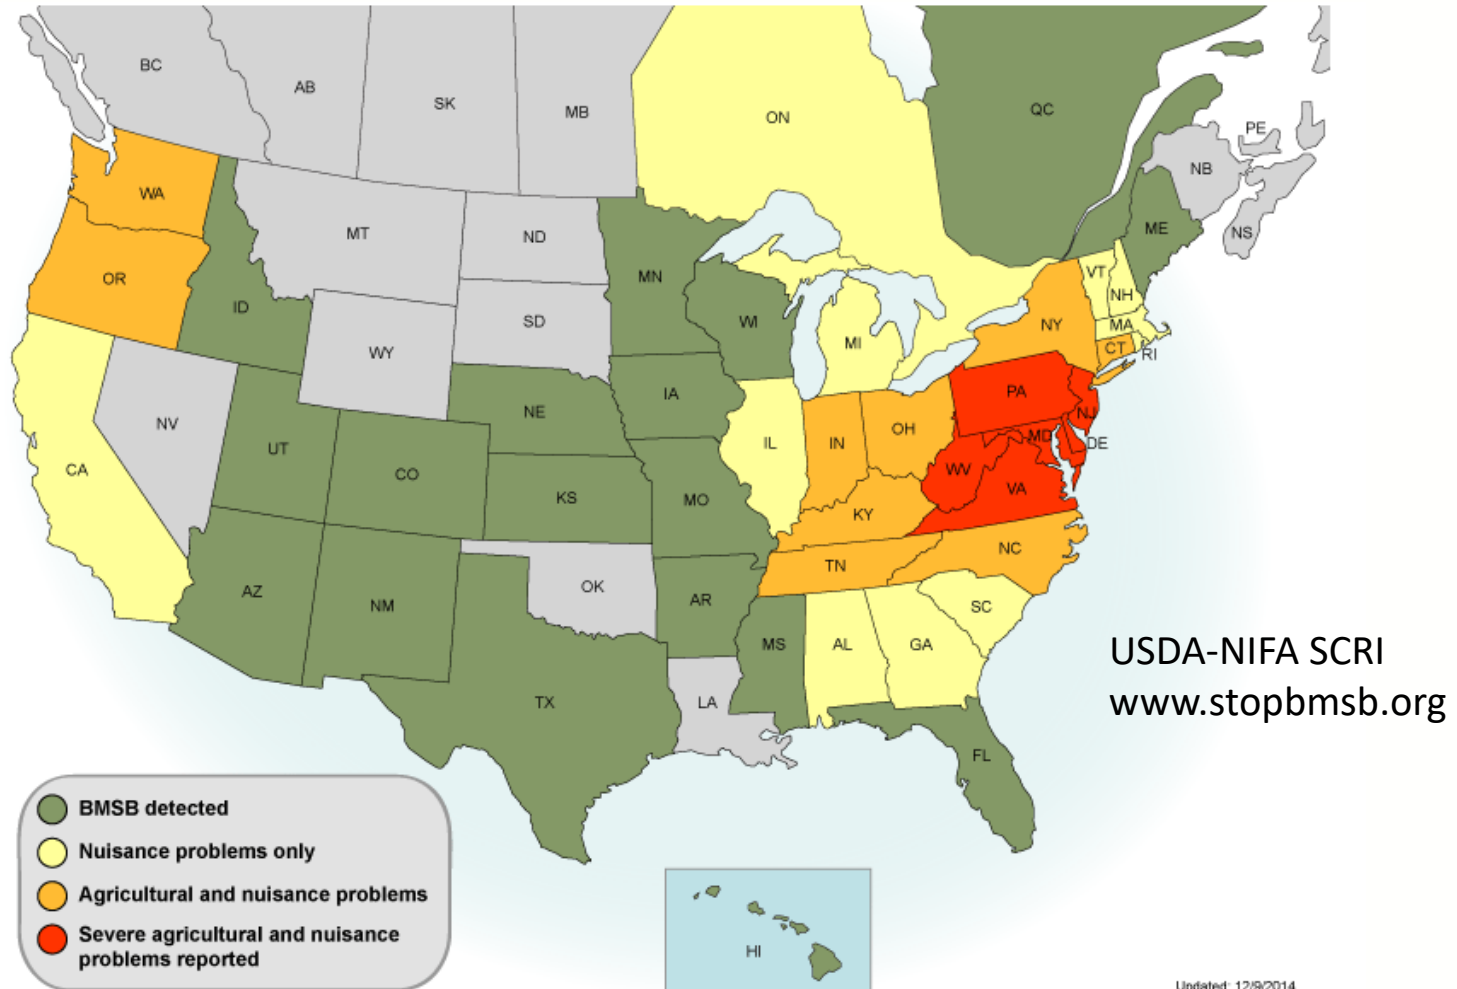 BC
AB
SK
MB
ON
QC
PE
NB
NS
WA
MT
ND
MN
ME
OR
ID
SD
WI
MI
VT
NH
NY
MA
CT
RI
WY
NV
NE
IA
PA
NJ
CA
UT
CO
KS
MO
IL
IN
OH
MD
DE
WV
VA
KY
AZ
NM
OK
AR
TN
NC
SC
MS
AL
GA
TX
LA
FL
USDA-NIFA SCRI
www.stopbmsb.org
BMSB detected
Nuisance problems only
Agricultural and nuisance problems
Severe agricultural and nuisance
problems reported
HI
Updated: 12/9/2014